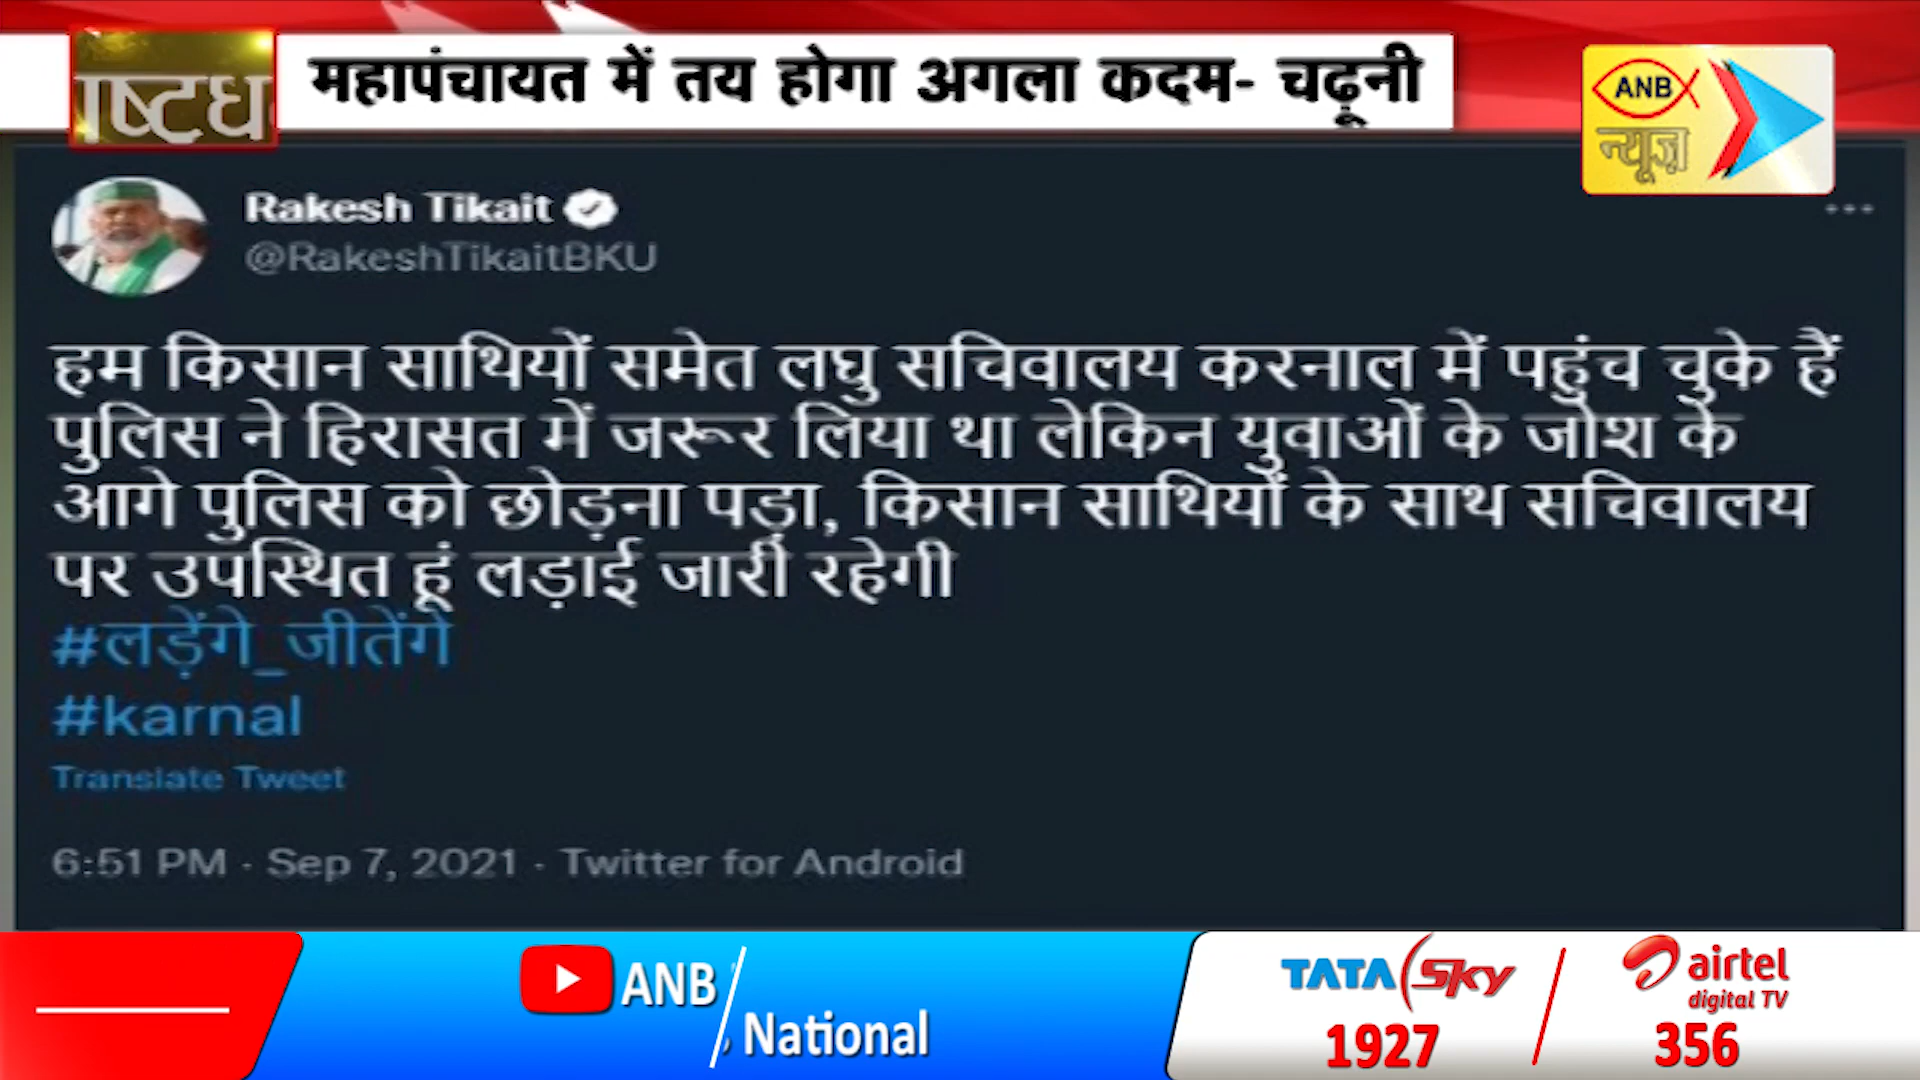 महापंचायत में तय होगा अगला कदम- चढ़ूनी
ANB
न्यूज़
Rakesh Tikait
@RakeshTikaitBKU
हम किसान साथियों समेत लघु सचिवालय करनाल में पहुंच चुके हैं
पुलिस ने हिरासत में जरूर लिया था लेकिन युवाओं के जोश के
आगे पुलिस को छोड़ना पड़ा, किसान साथियों के साथ सचिवालय
पर उपस्थित हूं लड़ाई जारी रहेगी
#लड़ेंगे_जीतेंगे
#karnal
Translate Tweet
6:51 PM · Sep 7, 2021 · Twitter for Android
ANB
National
TATA Sky
1927
airtel
digital TV
356